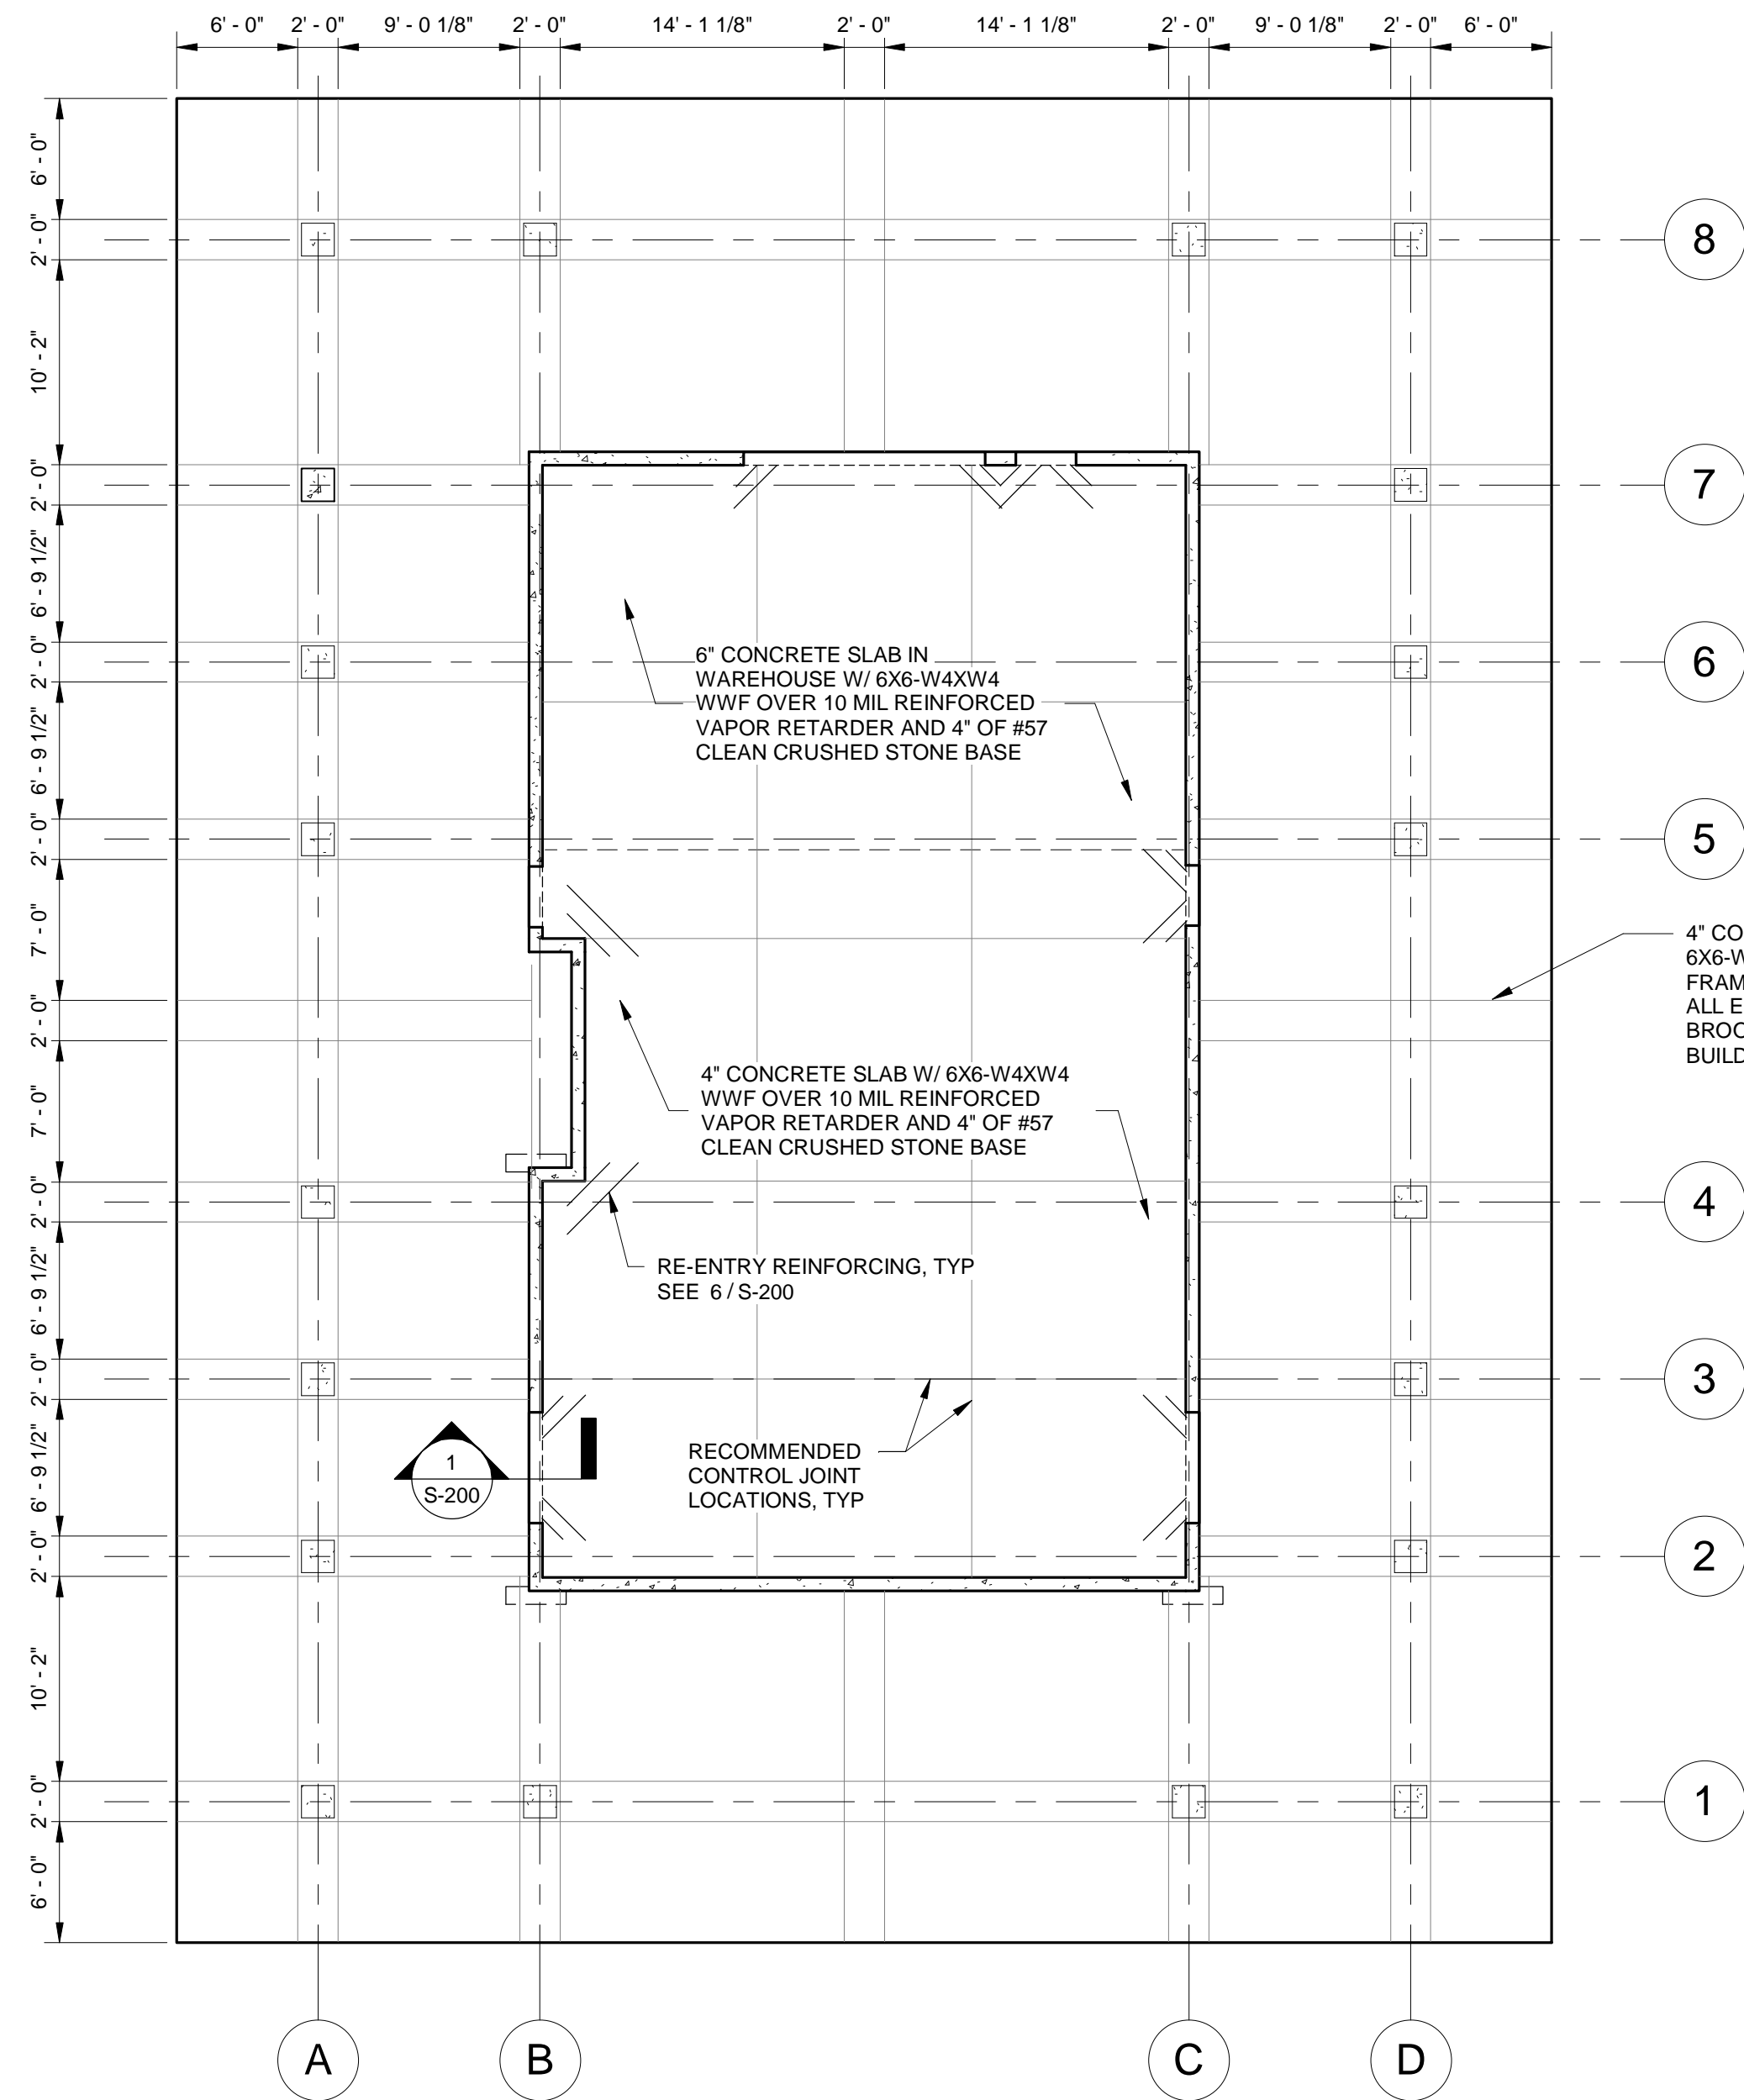 6' - 0" 2' - 0" 9' - 0 1/8" 2' - 0" 14' - 1 1/8" 2' - 0" 14' - 1 1/8" 2' - 0" 9' - 0 1/8" 2' - 0" 6' - 0"
6' - 0"
2' - 0"
10' - 2"
2' - 0"
6' - 9 1/2"
2' - 0"
6' - 9 1/2"
2' - 0"
7' - 0"
2' - 0"
7' - 0"
2' - 0"
6' - 9 1/2"
2' - 0"
6' - 9 1/2"
2' - 0"
10' - 2"
2' - 0"
6' - 0"
8
7
6
5
4
3
2
1
6" CONCRETE SLAB IN
WAREHOUSE W/ 6X6-W4XW4
WWF OVER 10 MIL REINFORCED
VAPOR RETARDER AND 4" OF #57
CLEAN CRUSHED STONE BASE
4" CO
6X6-W
FRAM
ALL E
BROO
BUILD
4" CONCRETE SLAB W/ 6X6-W4XW4
WWF OVER 10 MIL REINFORCED
VAPOR RETARDER AND 4" OF #57
CLEAN CRUSHED STONE BASE
RE-ENTRY REINFORCING, TYP
SEE 6 / S-200
RECOMMENDED
CONTROL JOINT
LOCATIONS, TYP
1
S-200
A B C D